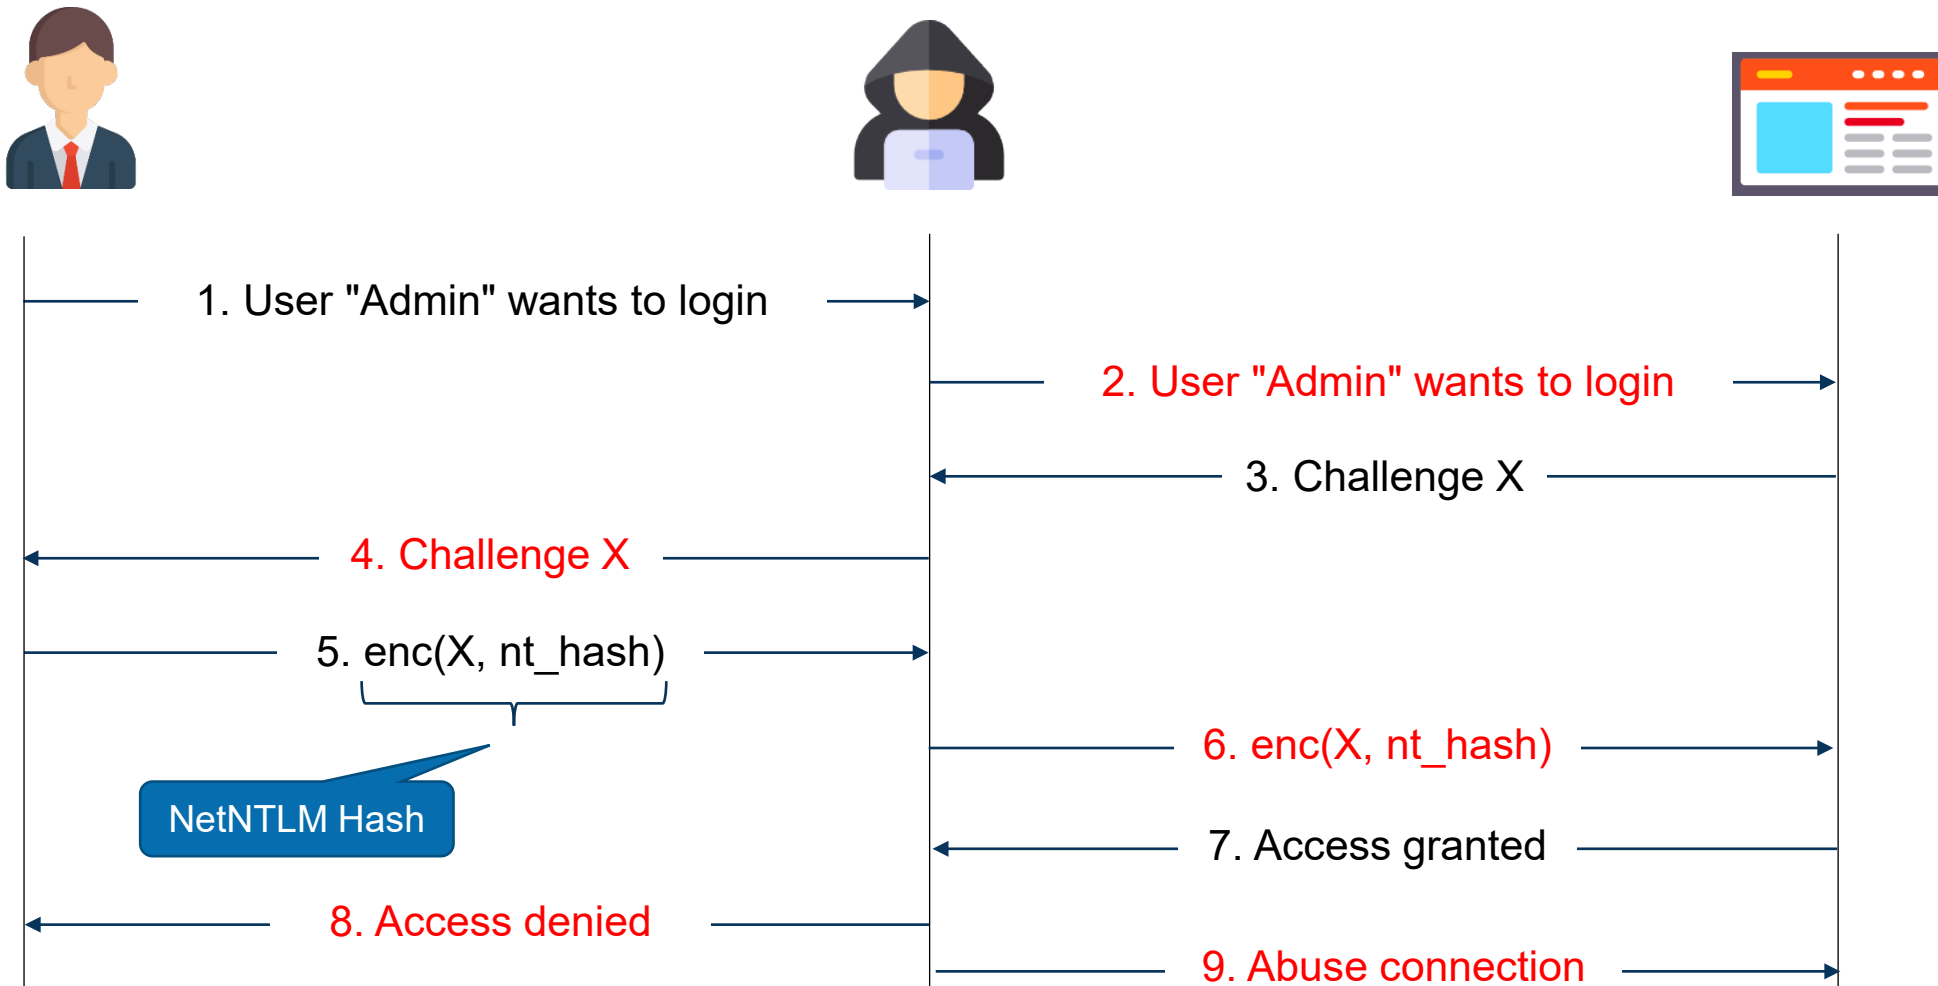 1. User "Admin" wants to login
2. User "Admin" wants to login
3. Challenge X
4. Challenge X
5. enc(X, nt_hash)
6. enc(X, nt_hash)
NetNTLM Hash
7. Access granted
8. Access denied
9. Abuse connection